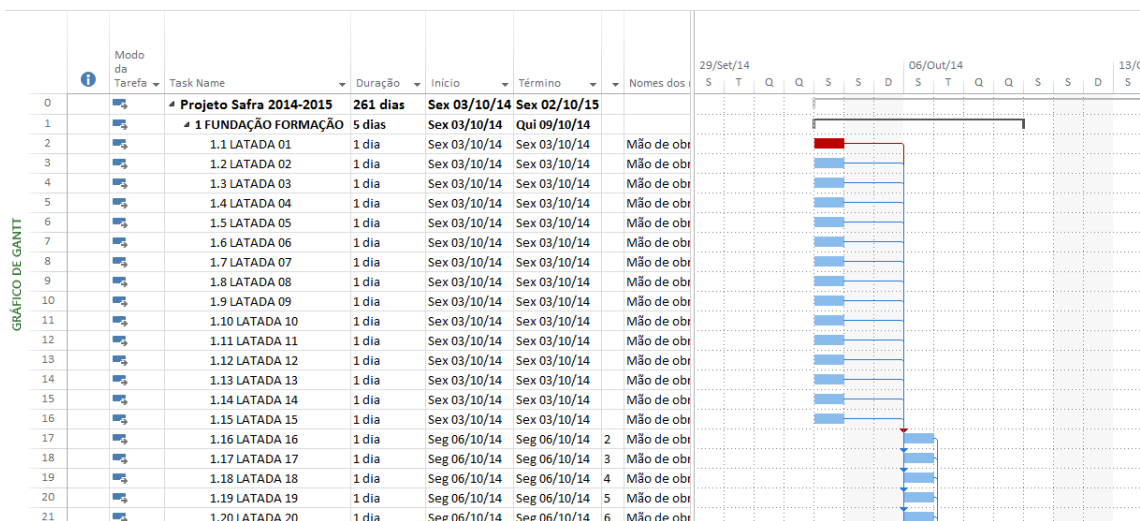 Modo
da
Tarefa Task Name Duração Início Término Nomes dos
29/Set/14 06/Out/14
S T Q Q S S D S T Q Q S S D S
0 Projeto Safra 2014-2015 261 dias Sex 03/10/14 Sex 02/10/15
1 1 FUNDAÇÃO FORMAÇÃO 5 dias Sex 03/10/14 Qui 09/10/14
2 1.1 LATADA 01 1 dia Sex 03/10/14 Sex 03/10/14 Mão de obr
3 1.2 LATADA 02 1 dia Sex 03/10/14 Sex 03/10/14 Mão de obr
4 1.3 LATADA 03 1 dia Sex 03/10/14 Sex 03/10/14 Mão de obr
5 1.4 LATADA 04 1 dia Sex 03/10/14 Sex 03/10/14 Mão de obr
6 1.5 LATADA 05 1 dia Sex 03/10/14 Sex 03/10/14 Mão de obr
7 1.6 LATADA 06 1 dia Sex 03/10/14 Sex 03/10/14 Mão de obr
8 1.7 LATADA 07 1 dia Sex 03/10/14 Sex 03/10/14 Mão de obr
9 1.8 LATADA 08 1 dia Sex 03/10/14 Sex 03/10/14 Mão de obr
10 1.9 LATADA 09 1 dia Sex 03/10/14 Sex 03/10/14 Mão de obr
11 1.10 LATADA 10 1 dia Sex 03/10/14 Sex 03/10/14 Mão de obr
12 1.11 LATADA 11 1 dia Sex 03/10/14 Sex 03/10/14 Mão de obr
13 1.12 LATADA 12 1 dia Sex 03/10/14 Sex 03/10/14 Mão de obr
14 1.13 LATADA 13 1 dia Sex 03/10/14 Sex 03/10/14 Mão de obr
15 1.14 LATADA 14 1 dia Sex 03/10/14 Sex 03/10/14 Mão de obr
16 1.15 LATADA 15 1 dia Sex 03/10/14 Sex 03/10/14 Mão de obr
17 1.16 LATADA 16 1 dia Seg 06/10/14 Seg 06/10/14 2 Mão de obr
18 1.17 LATADA 17 1 dia Seg 06/10/14 Seg 06/10/14 3 Mão de obr
19 1.18 LATADA 18 1 dia Seg 06/10/14 Seg 06/10/14 4 Mão de obr
20 1.19 LATADA 19 1 dia Seg 06/10/14 Seg 06/10/14 5 Mão de obr
21 1.20 LATADA 20 1 dia Seg 06/10/14 Seg 06/10/14 6 Mão de obr
GRÁFICO DE GANTT